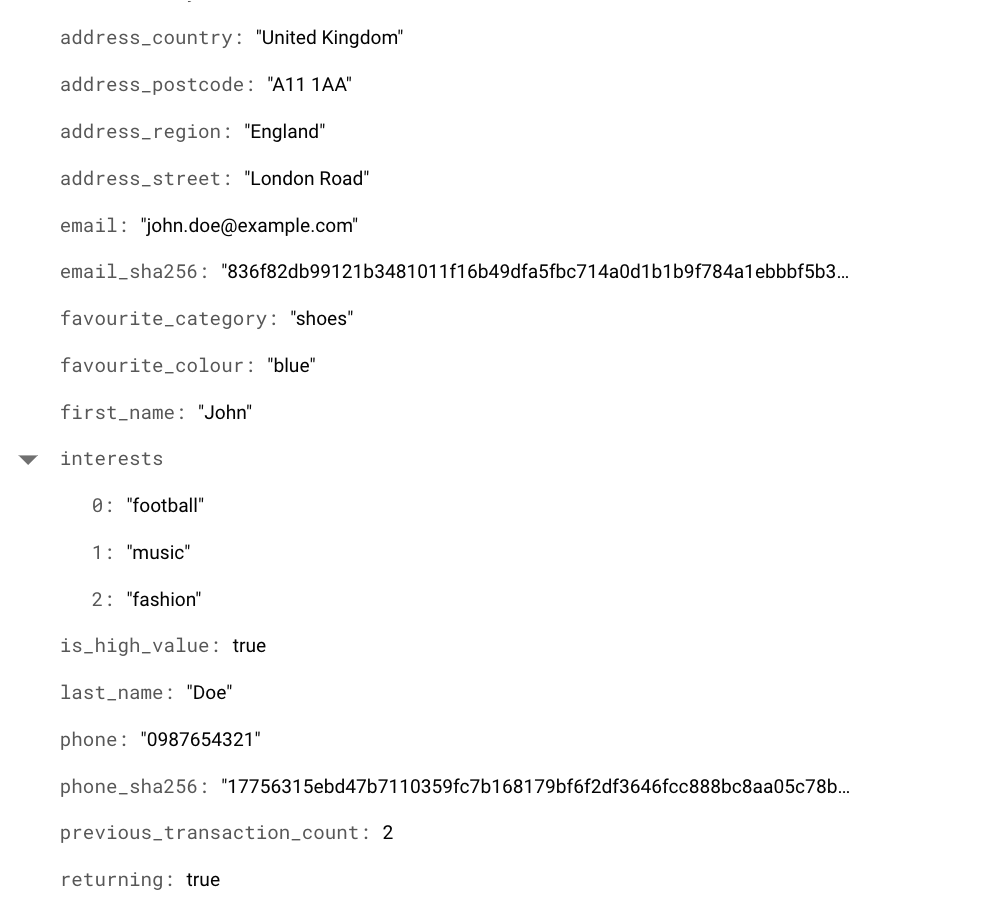 address_country: "United Kingdom"
address_postcode: "A11 1AA"
address_region: "England"
address_street: "London Road"
email: "john.doe@example.com"
email_sha256: "836f82db99121b3481011f16b49dfa5fbc714a0d1b1b9f784a1ebbbf5b3…
favourite_category: "shoes"
favourite_colour: "blue"
first_name: "John"
interests
0: "football"
1: "music"
2: "fashion"
is_high_value: true
last_name: "Doe"
phone: "0987654321"
phone_sha256: "17756315ebd47b7110359fc7b168179bf6f2df3646fcc888bc8aa05c78b…
previous_transaction_count: 2
returning: true